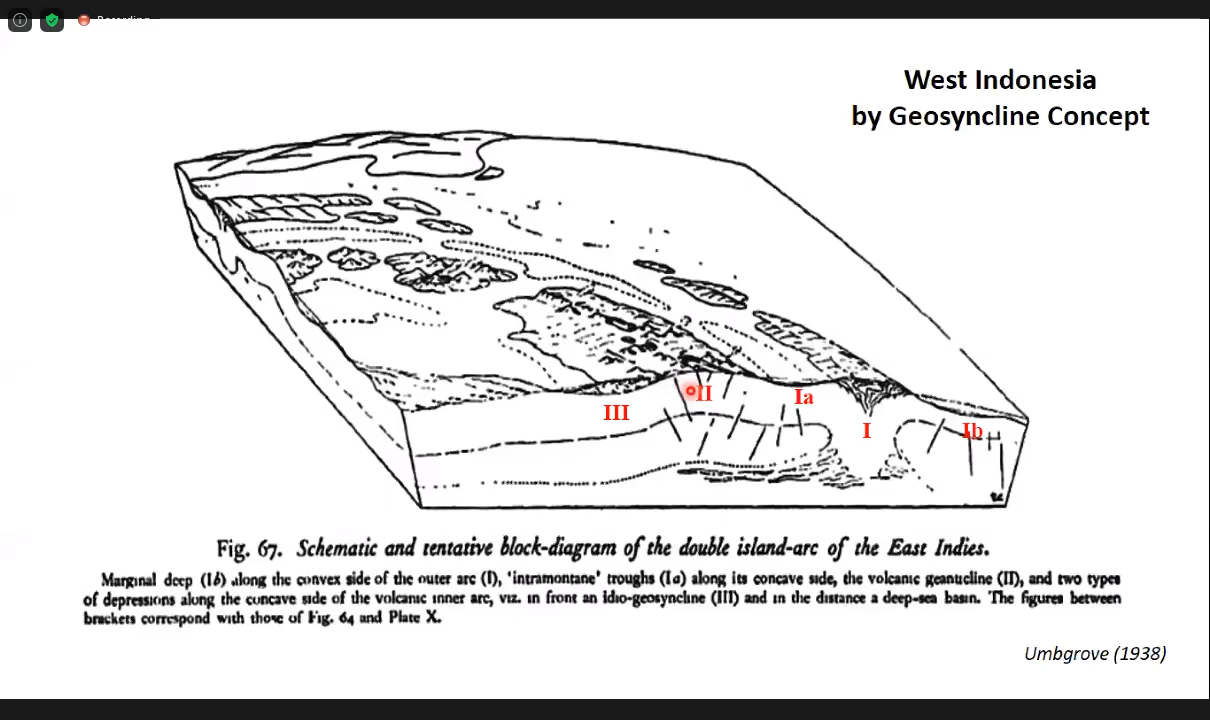 Recording
West Indonesia
by Geosyncline Concept
II
Ia
III
I
Ib
Fig. 67. Schematic and tentative block-diagram of the double island-arc of the East Indies.
Marginal deep (Ib) along the convex side of the outer arc (I), 'intramontane' troughs (Ia) along its concave side, the volcanic geanticline (II), and two types
of depressions along the concave side of the volcanic inner arc, viz. in front an idio-geosyncline (III) and in the distance a deep-sea basin. The figures between
brackets correspond with those of Fig. 64 and Plate X.
Umbgrove (1938)